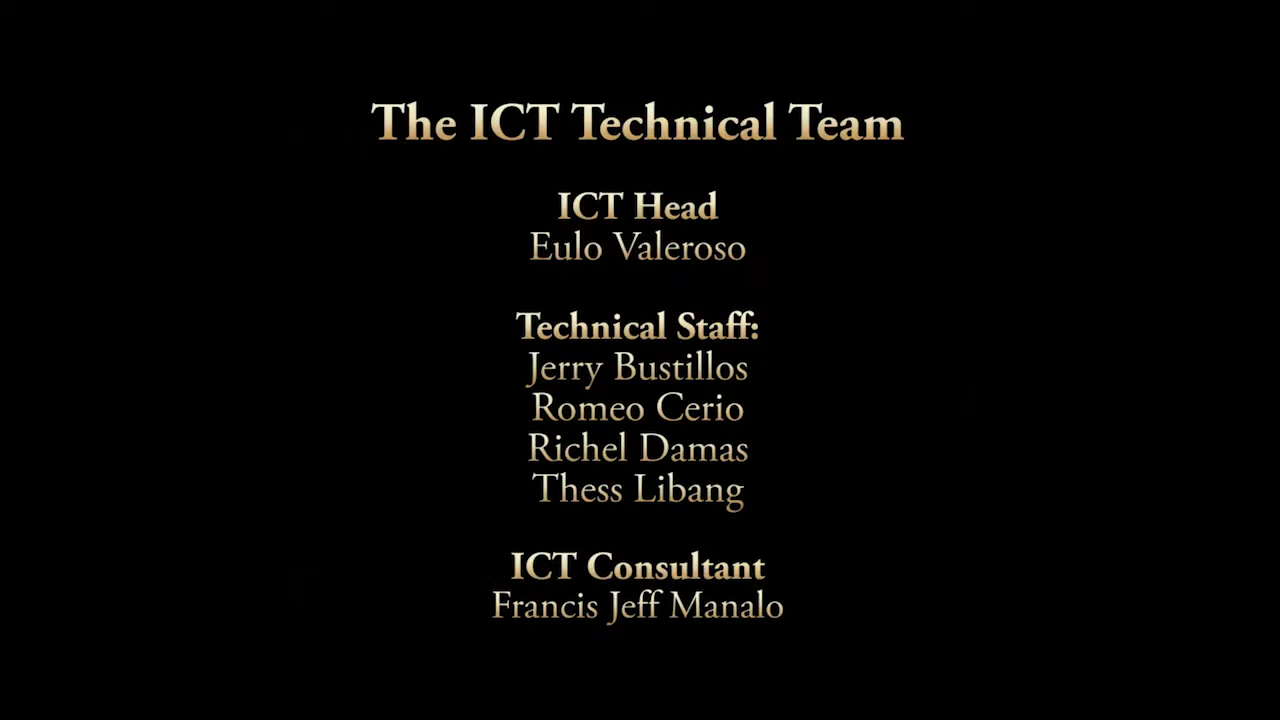 The ICT Technical Team
ICT Head
Eulo Valeroso
Technical Staff:
Jerry Bustillos
Romeo Cerio
Richel Damas
Thess Libang
ICT Consultant
Francis Jeff Manalo